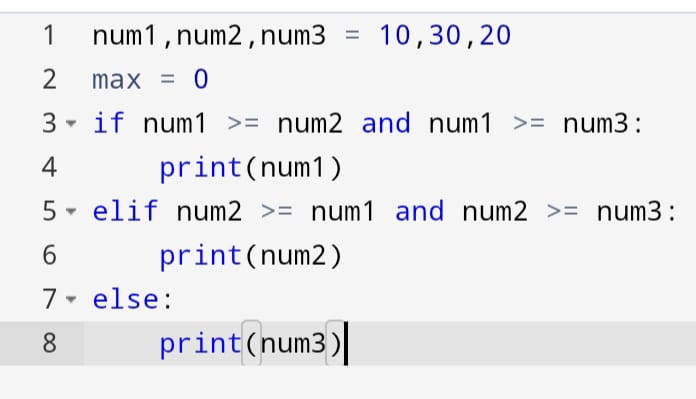 1 num1,num2,num3 = 10,30,20
2 max = 0
3 if num1 >= num2 and num1 >= num3:
4     print(num1)
5 elif num2 >= num1 and num2 >= num3:
6     print(num2)
7 else:
8     print(num3)